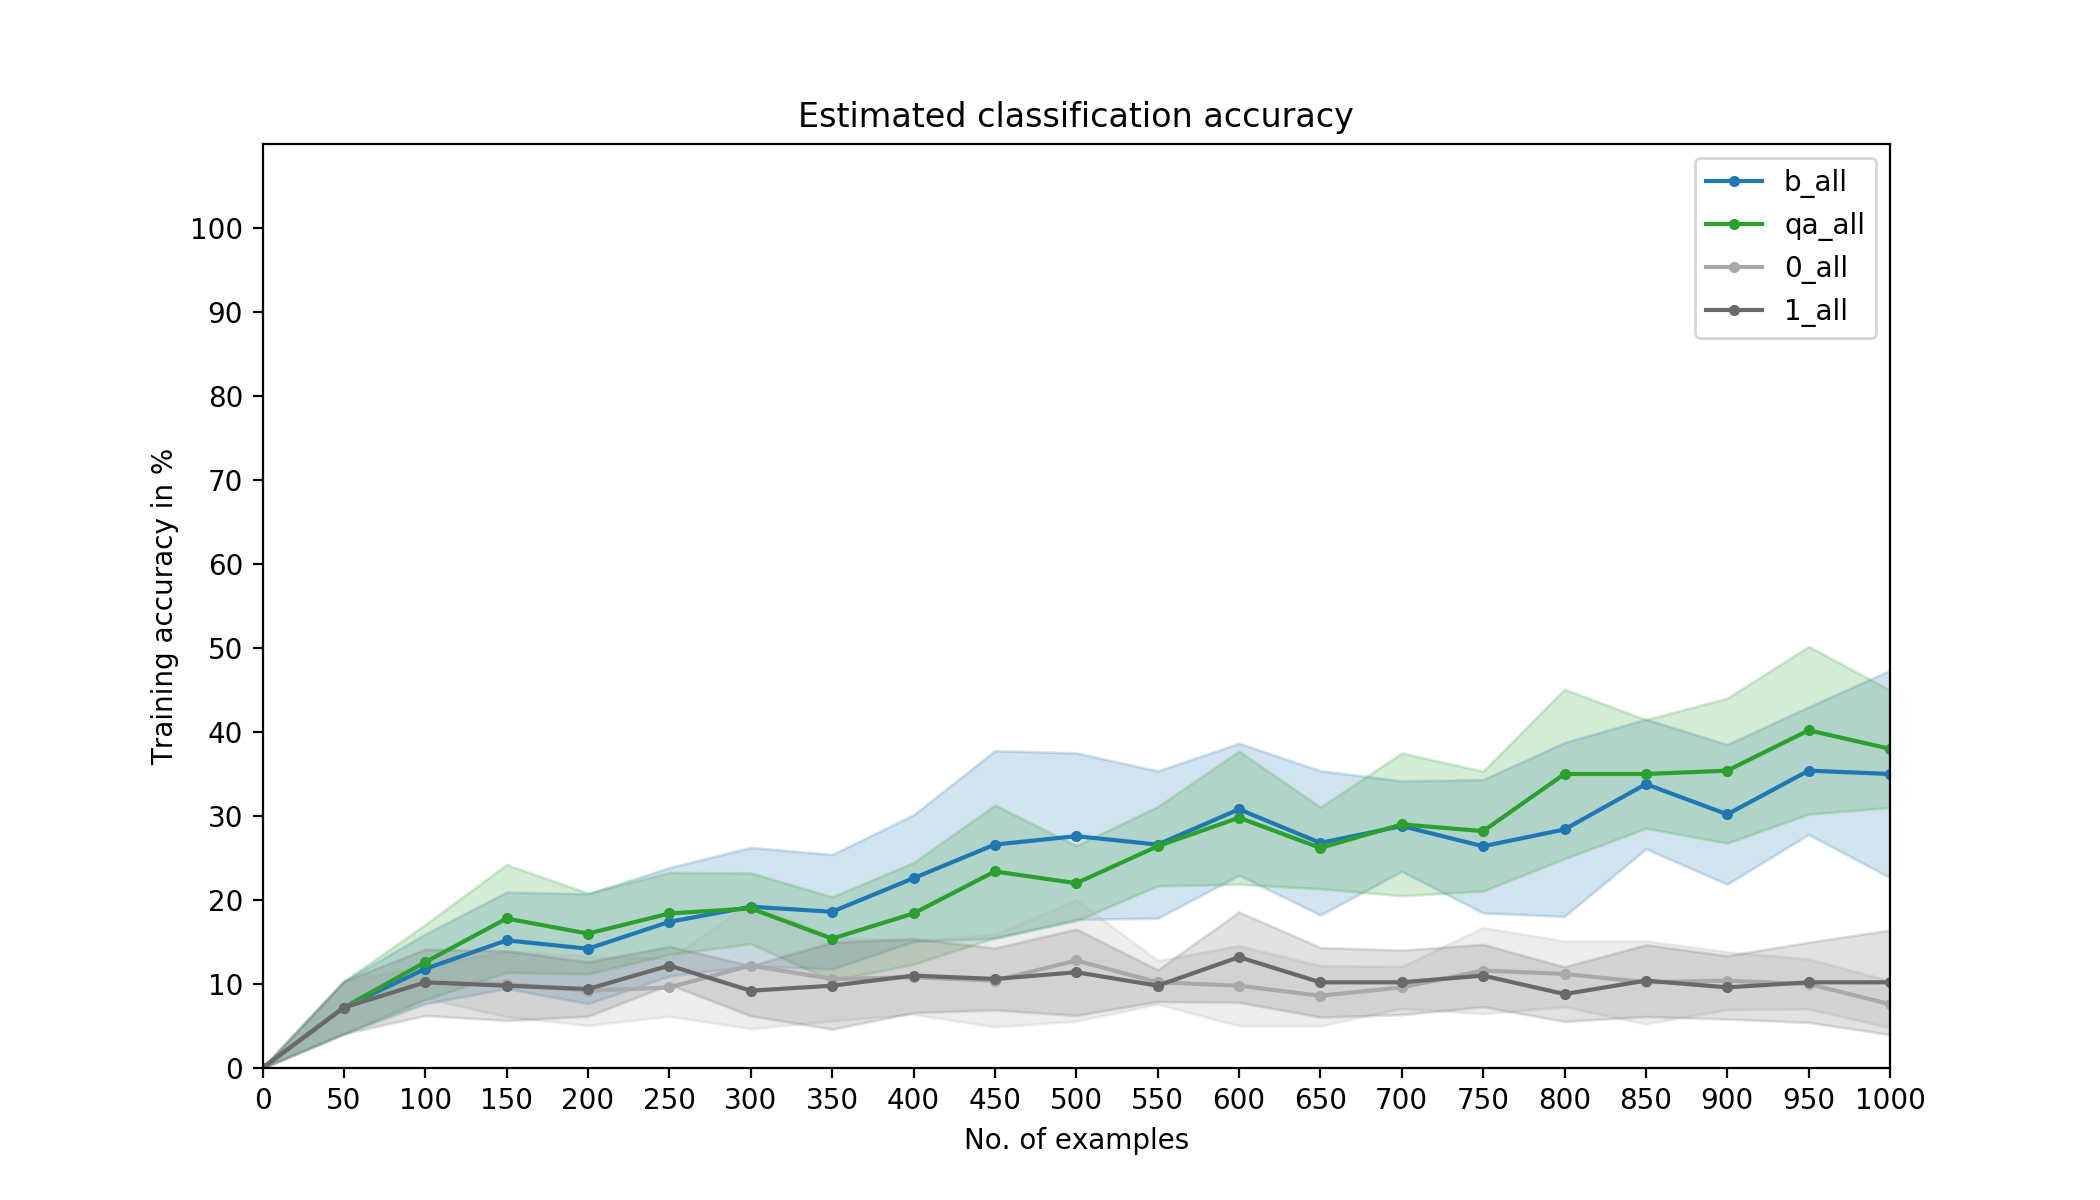 Estimated classification accuracy
b_all
qa_all
0_all
1_all
100
90
80
70
60
50
40
30
20
10
0
Training accuracy in %
0 50 100 150 200 250 300 350 400 450 500 550 600 650 700 750 800 850 900 950 1000
No. of examples